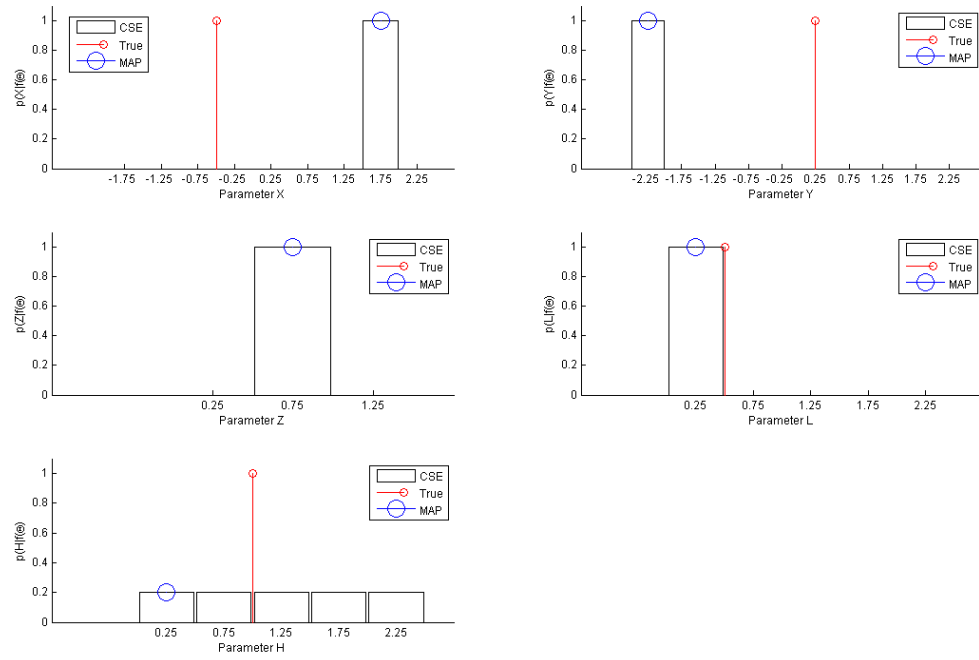 1
0.8
0.6
0.4
0.2
0
p(X|f(Θ)
CSE
True
MAP
-1.75 -1.25 -0.75 -0.25 0.25 0.75 1.25 1.75 2.25
Parameter X
1
0.8
0.6
0.4
0.2
0
p(Y|f(Θ)
CSE
True
MAP
-2.25 -1.75 -1.25 -0.75 -0.25 0.25 0.75 1.25 1.75 2.25
Parameter Y
1
0.8
0.6
0.4
0.2
0
p(Z|f(Θ)
CSE
True
MAP
0.25 0.75 1.25
Parameter Z
1
0.8
0.6
0.4
0.2
0
p(L|f(Θ)
CSE
True
MAP
0.25 0.75 1.25 1.75 2.25
Parameter L
1
0.8
0.6
0.4
0.2
0
p(H|f(Θ)
CSE
True
MAP
0.25 0.75 1.25 1.75 2.25
Parameter H